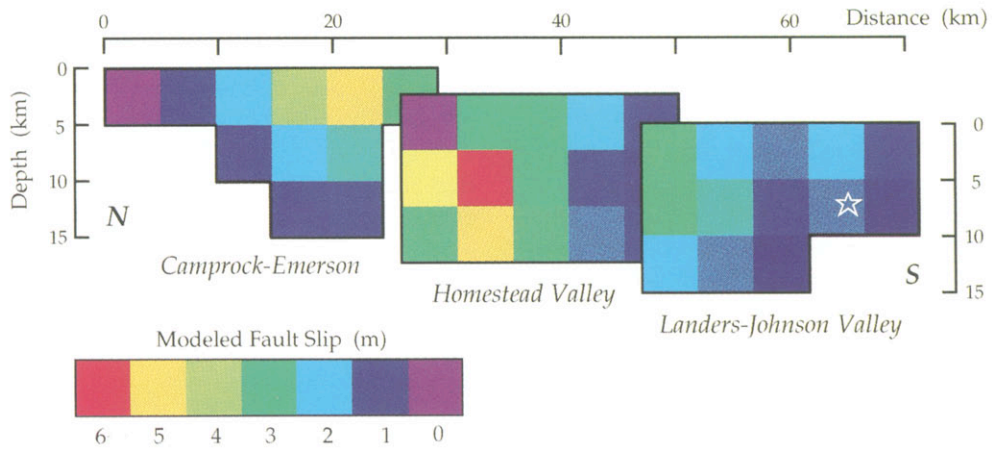 0 20 40 60 Distance (km)
Depth (km)
0
5
10
15
N
Camprock-Emerson
Homestead Valley
Landers-Johnson Valley
S
0
5
10
15
Modeled Fault Slip (m)
6 5 4 3 2 1 0